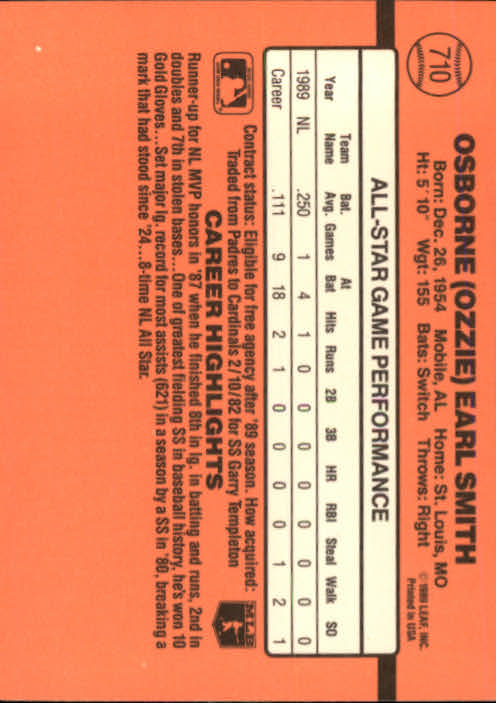 710
OSBORNE (OZZIE) EARL SMITH
Born: Dec. 26, 1954 Mobile, AL Home: St. Louis, MO
Ht: 5'10" Wgt: 155 Bats: Switch Throws: Right
© 1989 LEAF, INC.
Printed in USA
ALL-STAR GAME PERFORMANCE
Year Team Name Bat. Avg. Games At Bat Hits Runs 2B 3B HR RBI Steal Walk SO
1989 NL .250 1 4 1 0 0 0 0 0 0 0 0
Career .111 9 18 2 1 0 0 0 0 1 2 1
Contract status: Eligible for free agency after '89 season. How acquired:
Traded from Padres to Cardinals 2/10/82 for SS Garry Templeton
CAREER HIGHLIGHTS
Runner-up for NL MVP honors in '87 when he finished 8th in lg. in batting and runs, 2nd in
doubles and 7th in stolen bases...One of greatest fielding SS in baseball history, he's won 10
Gold Gloves...Set major lg. record for most assists (621) in a season by a SS in '80, breaking a
mark that had stood since '24...8-time NL All Star.